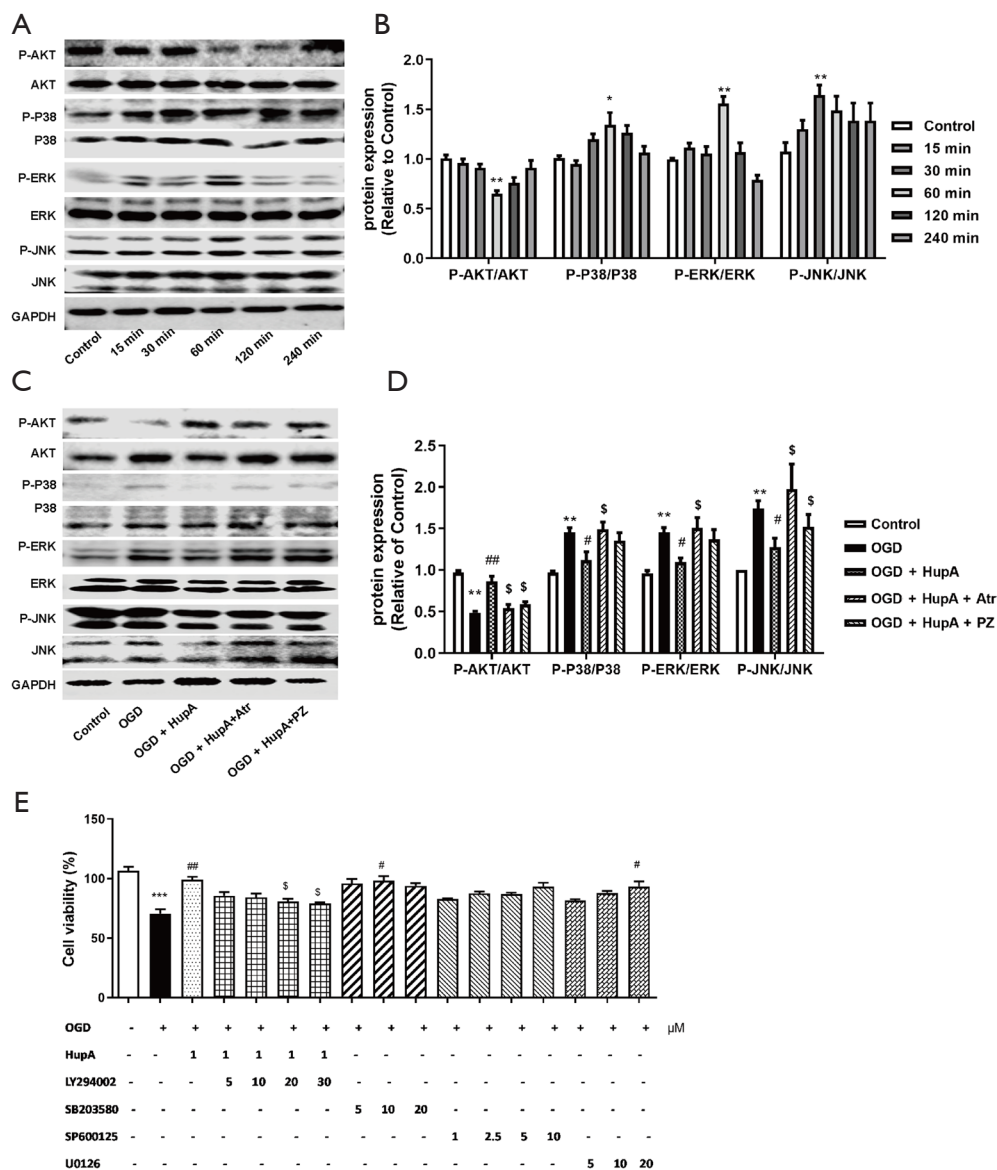 A
P-AKT
AKT
P-P38
P38
P-ERK
ERK
P-JNK
JNK
GAPDH
Control 15 min 30 min 60 min 120 min 240 min
B
protein expression
(Relative to Control)
2.0
1.5
1.0
0.5
0.0
* ** ** **
P-AKT/AKT P-P38/P38 P-ERK/ERK P-JNK/JNK
Control
15 min
30 min
60 min
120 min
240 min
C
P-AKT
AKT
P-P38
P38
P-ERK
ERK
P-JNK
JNK
GAPDH
Control OGD OGD + HupA OGD + HupA+Atr OGD + HupA+PZ
D
protein expression
(Relative of Control)
2.5
2.0
1.5
1.0
0.5
0.0
** ## $ $ ** # $ ** # $ ** # $ $
P-AKT/AKT P-P38/P38 P-ERK/ERK P-JNK/JNK
Control
OGD
OGD + HupA
OGD + HupA + Atr
OGD + HupA + PZ
E
Cell viability (%)
150
100
50
0
*** ## $ $ # #
OGD - + + + + + + + + + + + + + + + + μM
HupA - - 1 1 1 1 1 - - - - - - - - - -
LY294002 - - - 5 10 20 30 - - - - - - - - - -
SB203580 - - - - - - - 5 10 20 - - - - - - -
SP600125 - - - - - - - - - - 1 2.5 5 10 - - -
U0126 - - - - - - - - - - - - - - 5 10 20